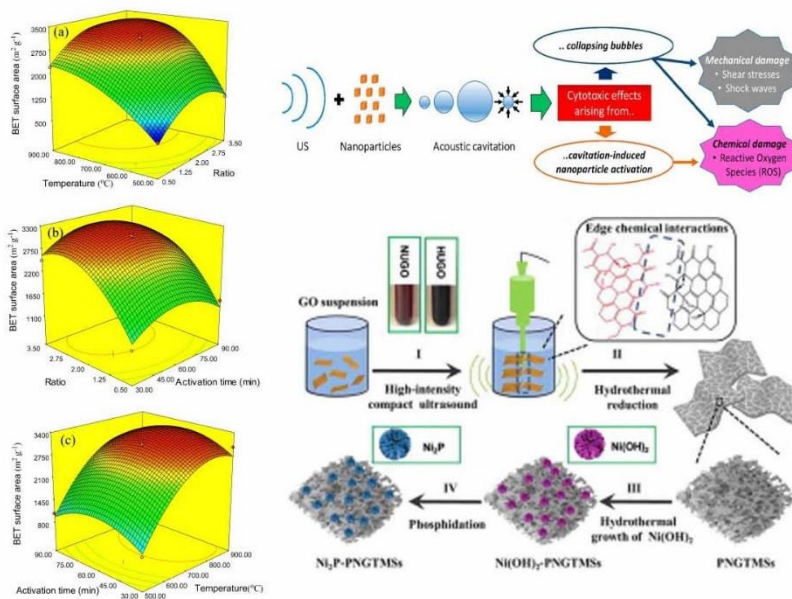 (a)
BET surface area (m² g⁻¹)
3500
2750
2000
1250
500
900.00
800.00
700.00
600.00
500.00
Temperature (°C)
3.50
2.75
2.00
1.25
0.50
Ratio
(b)
BET surface area (m² g⁻¹)
3300
2750
2200
1650
1100
3.50
2.75
2.00
1.25
6.50
Ratio
90.00
75.00
60.00
45.00
30.00
Activation time (min)
(c)
BET surface area (m² g⁻¹)
3400
2750
2100
1450
800
90.00
75.00
60.00
45.00
30.00
Activation time (min)
900.00
800.00
700.00
600.00
500.00
Temperature(°C)
US
+
Nanoparticles
Acoustic cavitation
Cytotoxic effects
arising from..
.. collapsing bubbles
..cavitation-induced
nanoparticle activation
Mechanical damage
• Shear stresses
• Shock waves
Chemical damage
• Reactive Oxygen
Species (ROS)
GO suspension
NUGO
HUGO
I
High-intensity
compact ultrasound
Edge chemical interactions
II
Hydrothermal
reduction
PNGTMSs
III
Hydrothermal
growth of Ni(OH)₂
Ni(OH)₂
Ni(OH)₂-PNGTMSs
IV
Phosphidation
Ni₂P
Ni₂P-PNGTMSs